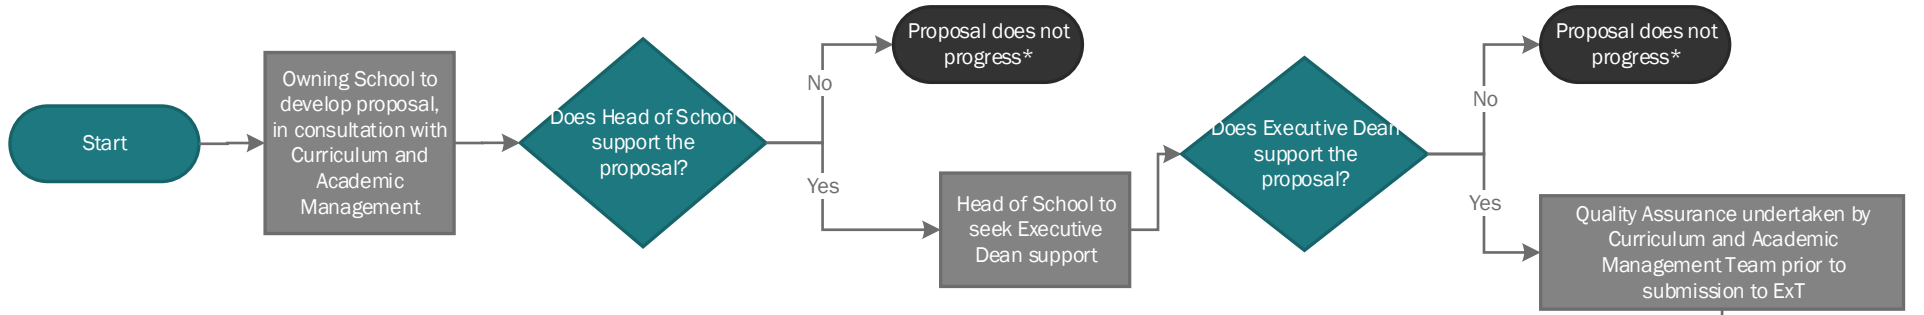 Start
Owning School to
develop proposal,
in consultation with
Curriculum and
Academic
Management
Does Head of School
support the
proposal?
No
Proposal does not
progress*
Yes
Head of School to
seek Executive
Dean support
Does Executive Dean
support the
proposal?
No
Proposal does not
progress*
Yes
Quality Assurance undertaken by
Curriculum and Academic
Management Team prior to
submission to ExT